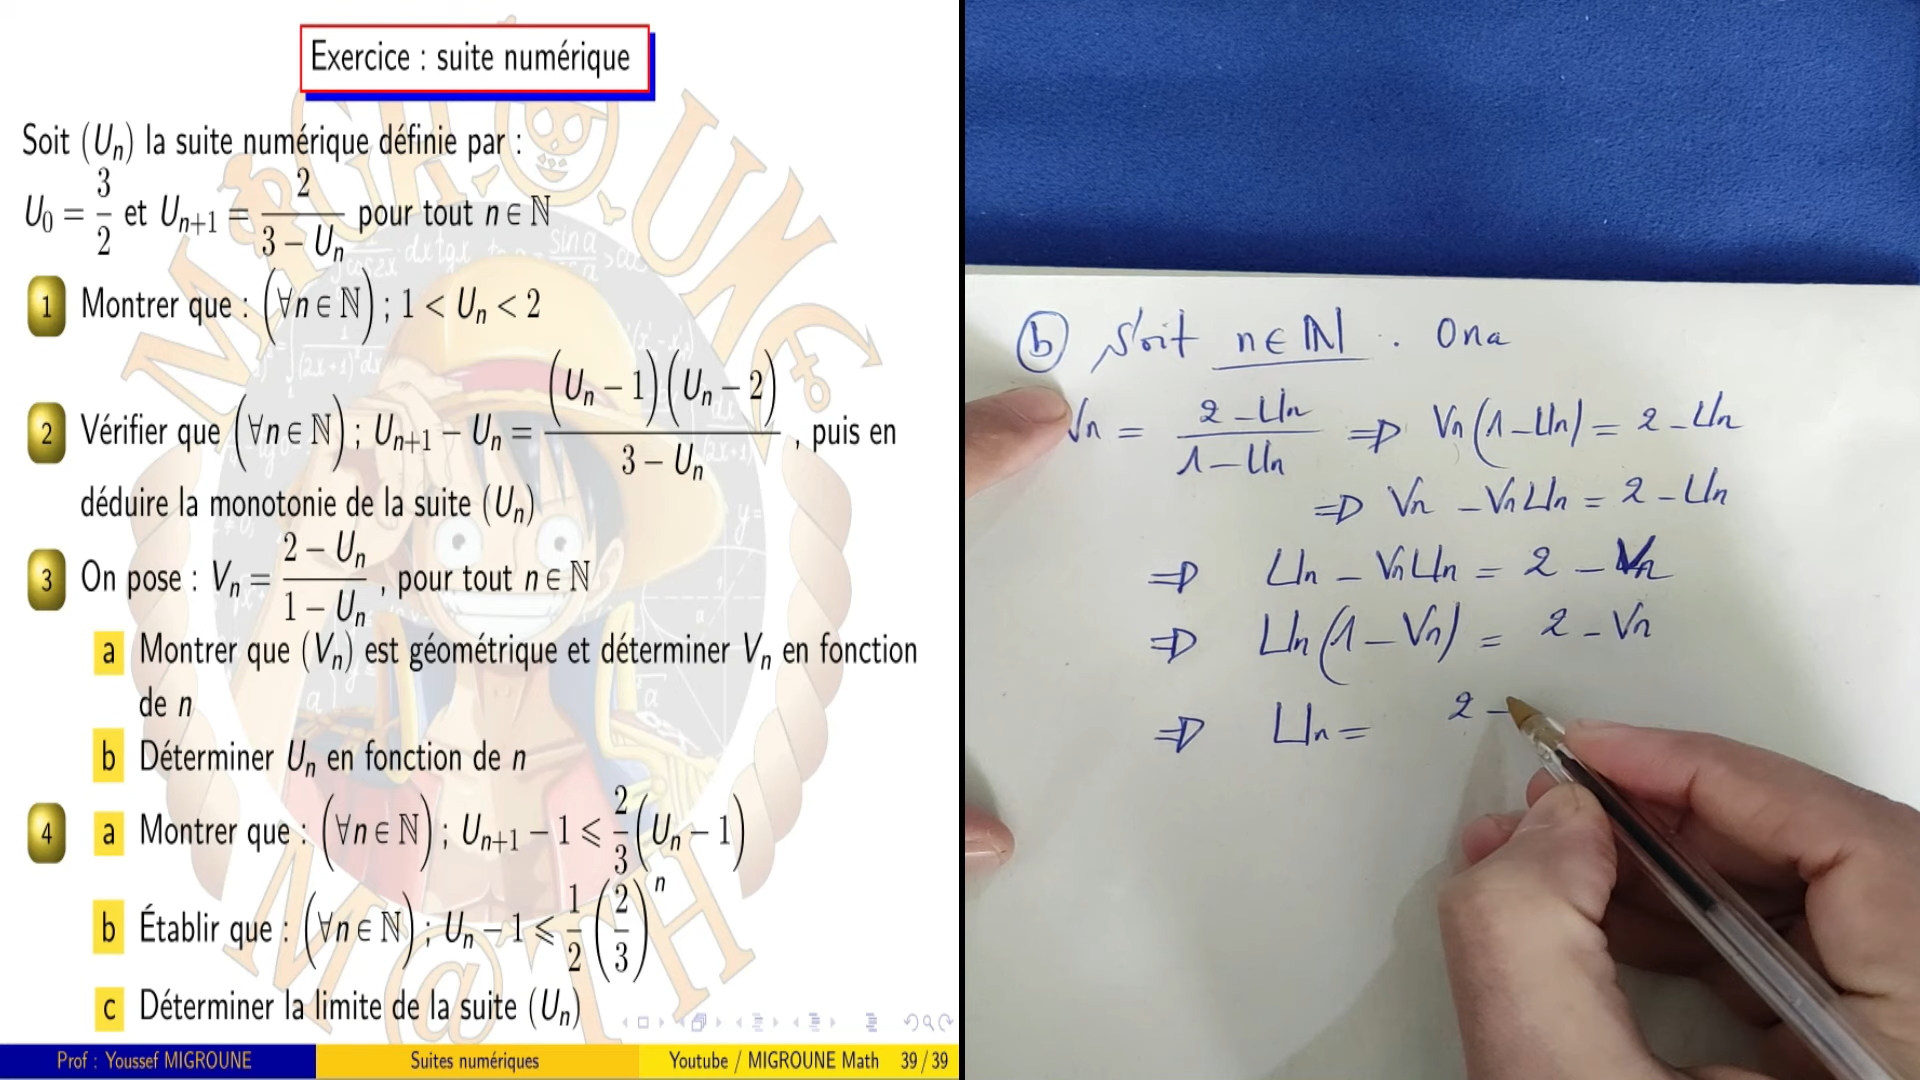 Exercice : suite numérique
Soit (Uₙ) la suite numérique définie par :
U₀ = 3/2 et Uₙ₊₁ = 2/(3 − Uₙ) pour tout n ∈ ℕ
1 Montrer que : (∀n ∈ ℕ) ; 1 < Uₙ < 2
2 Vérifier que (∀n ∈ ℕ) ; Uₙ₊₁ − Uₙ = (Uₙ − 1)(Uₙ − 2)/(3 − Uₙ) , puis en
déduire la monotonie de la suite (Uₙ)
3 On pose : Vₙ = (2 − Uₙ)/(1 − Uₙ) , pour tout n ∈ ℕ
a Montrer que (Vₙ) est géométrique et déterminer Vₙ en fonction
de n
b Déterminer Uₙ en fonction de n
4 a Montrer que : (∀n ∈ ℕ) ; Uₙ₊₁ − 1 ⩽ 2/3 (Uₙ − 1)
b Établir que : (∀n ∈ ℕ) ; Uₙ − 1 ⩽ 1/2 (2/3)ⁿ
c Déterminer la limite de la suite (Uₙ)
Prof : Youssef MIGROUNE Suites numériques Youtube / MIGROUNE Math 39 / 39
MIGROUNE
M@TH
b Soit n ∈ ℕ . On a
Vₙ = (2 − Uₙ)/(1 − Uₙ) ⇒ Vₙ(1 − Uₙ) = 2 − Uₙ
⇒ Vₙ − VₙUₙ = 2 − Uₙ
⇒ Uₙ − VₙUₙ = 2 − Vₙ
⇒ Uₙ(1 − Vₙ) = 2 − Vₙ
⇒ Uₙ = 2 −